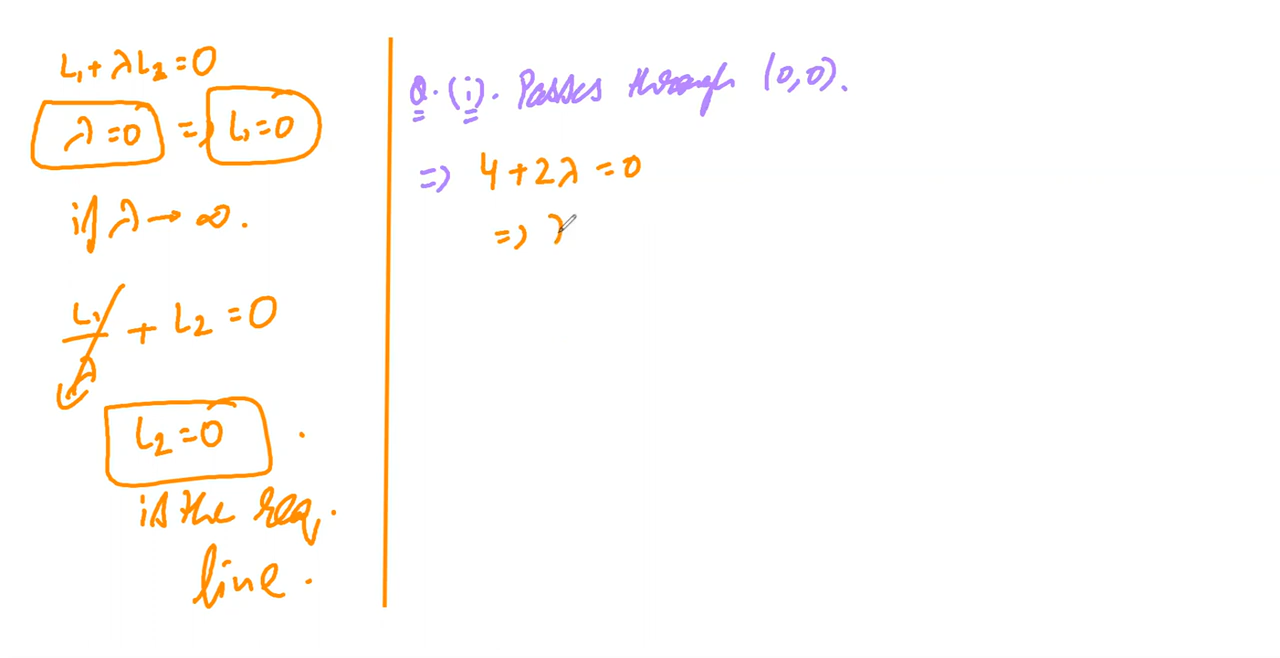 L₁ + λL₂ = 0
λ = 0 => L₁ = 0
if λ → ∞.
L₁/λ + L₂ = 0
L₂ = 0 .
is the req.
line.
Q. (i). Passes through (0,0).
=> 4 + 2λ = 0
=> λ